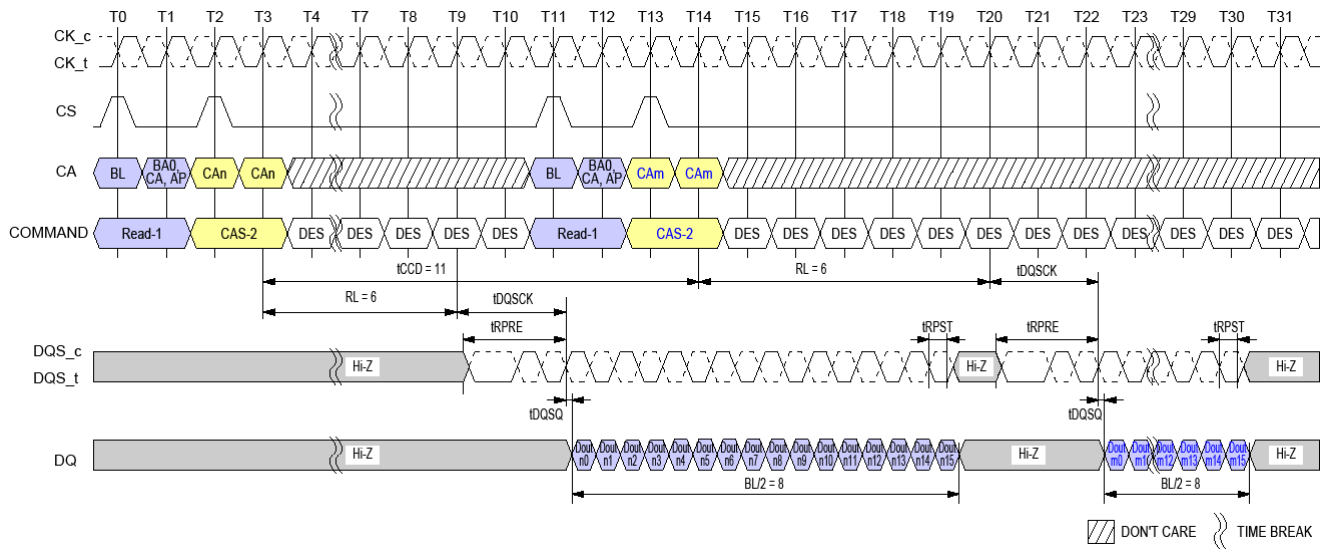 T0 T1 T2 T3 T4 T7 T8 T9 T10 T11 T12 T13 T14 T15 T16 T17 T18 T19 T20 T21 T22 T23 T29 T30 T31
CK_c
CK_t
CS
CA BL BA0, CA, AP CAn CAn BL BA0, CA, AP CAm CAm
COMMAND Read-1 CAS-2 DES DES DES DES DES Read-1 CAS-2 DES DES DES DES DES DES DES DES DES DES DES DES
tCCD = 11 RL = 6 tDQSCK
RL = 6 tDQSCK
tRPRE tRPST tRPRE tRPST
DQS_c
DQS_t
Hi-Z Hi-Z Hi-Z
tDQSQ tDQSQ
DQ Hi-Z Dout n0 Dout n1 Dout n2 Dout n3 Dout n4 Dout n5 Dout n6 Dout n7 Dout n8 Dout n9 Dout n10 Dout n11 Dout n12 Dout n13 Dout n14 Dout n15 Hi-Z Dout m0 Dout m12 Dout m13 Dout m14 Dout m15 Hi-Z
BL/2 = 8 BL/2 = 8
DON'T CARE TIME BREAK